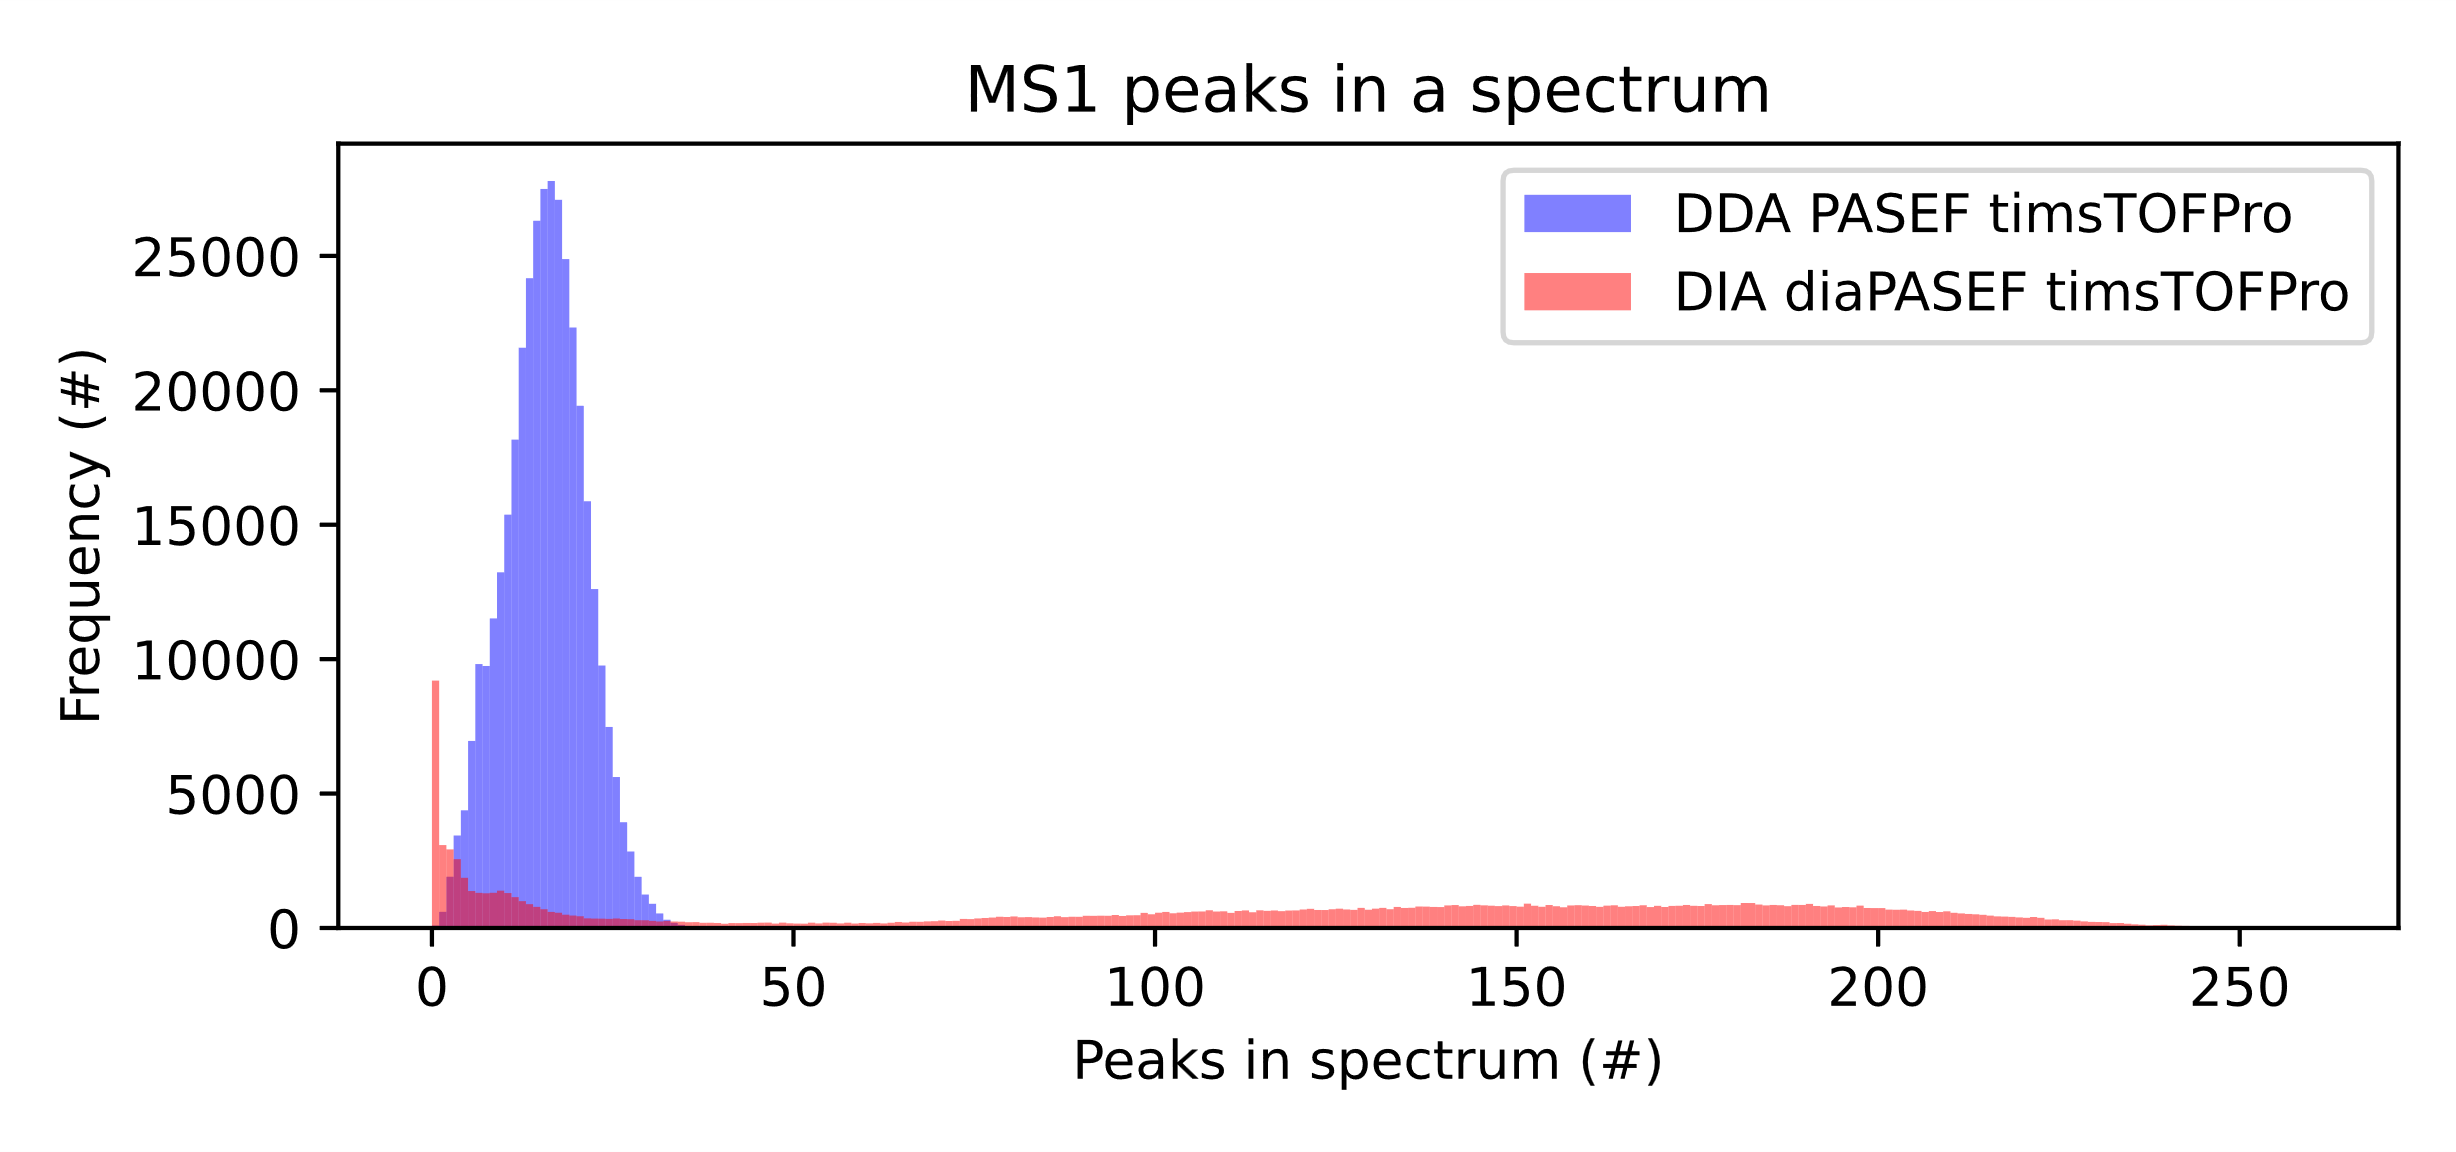 MS1 peaks in a spectrum
DDA PASEF timsTOFPro
DIA diaPASEF timsTOFPro
Frequency (#)
25000
20000
15000
10000
5000
0
0 50 100 150 200 250
Peaks in spectrum (#)